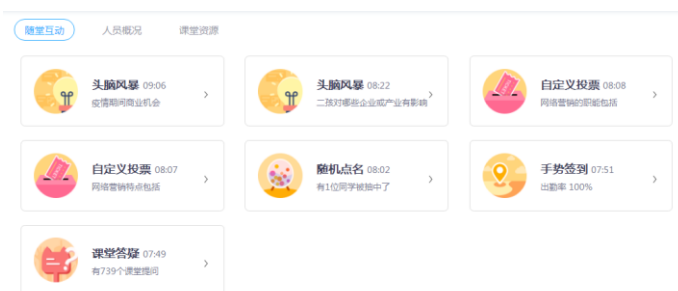 随堂互动 人员概况 课堂资源
头脑风暴 09:06
疫情期间商业机会
头脑风暴 08:22
二孩对哪些企业或产业有影响
自定义投票 08:08
网络营销的职能包括
自定义投票 08:07
网络营销特点包括
随机点名 08:02
有1位同学被抽中了
手势签到 07:51
出勤率 100%
课堂答疑 07:49
有739个课堂提问